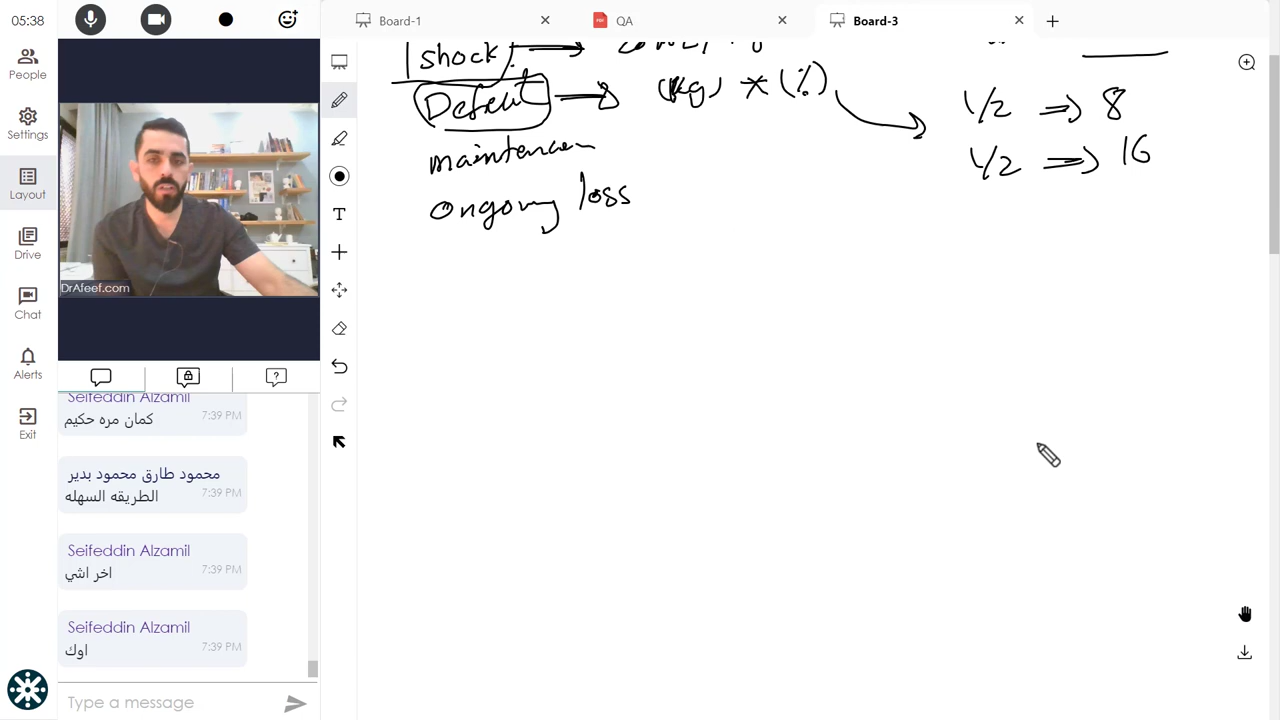 05:38
People
Settings
Layout
Drive
Chat
Alerts
Exit
DrAfeef.com
Seifeddin Alzamil
كمان مره حكيم
7:39 PM
محمود طارق محمود بدير
الطريقه السهله
7:39 PM
Seifeddin Alzamil
اخر اشي
7:39 PM
Seifeddin Alzamil
اوك
7:39 PM
Type a message
Board-1
QA
Board-3
shock
(kg) * (%)
1/2 ⇒ 8
1/2 ⇒ 16
ongoing loss